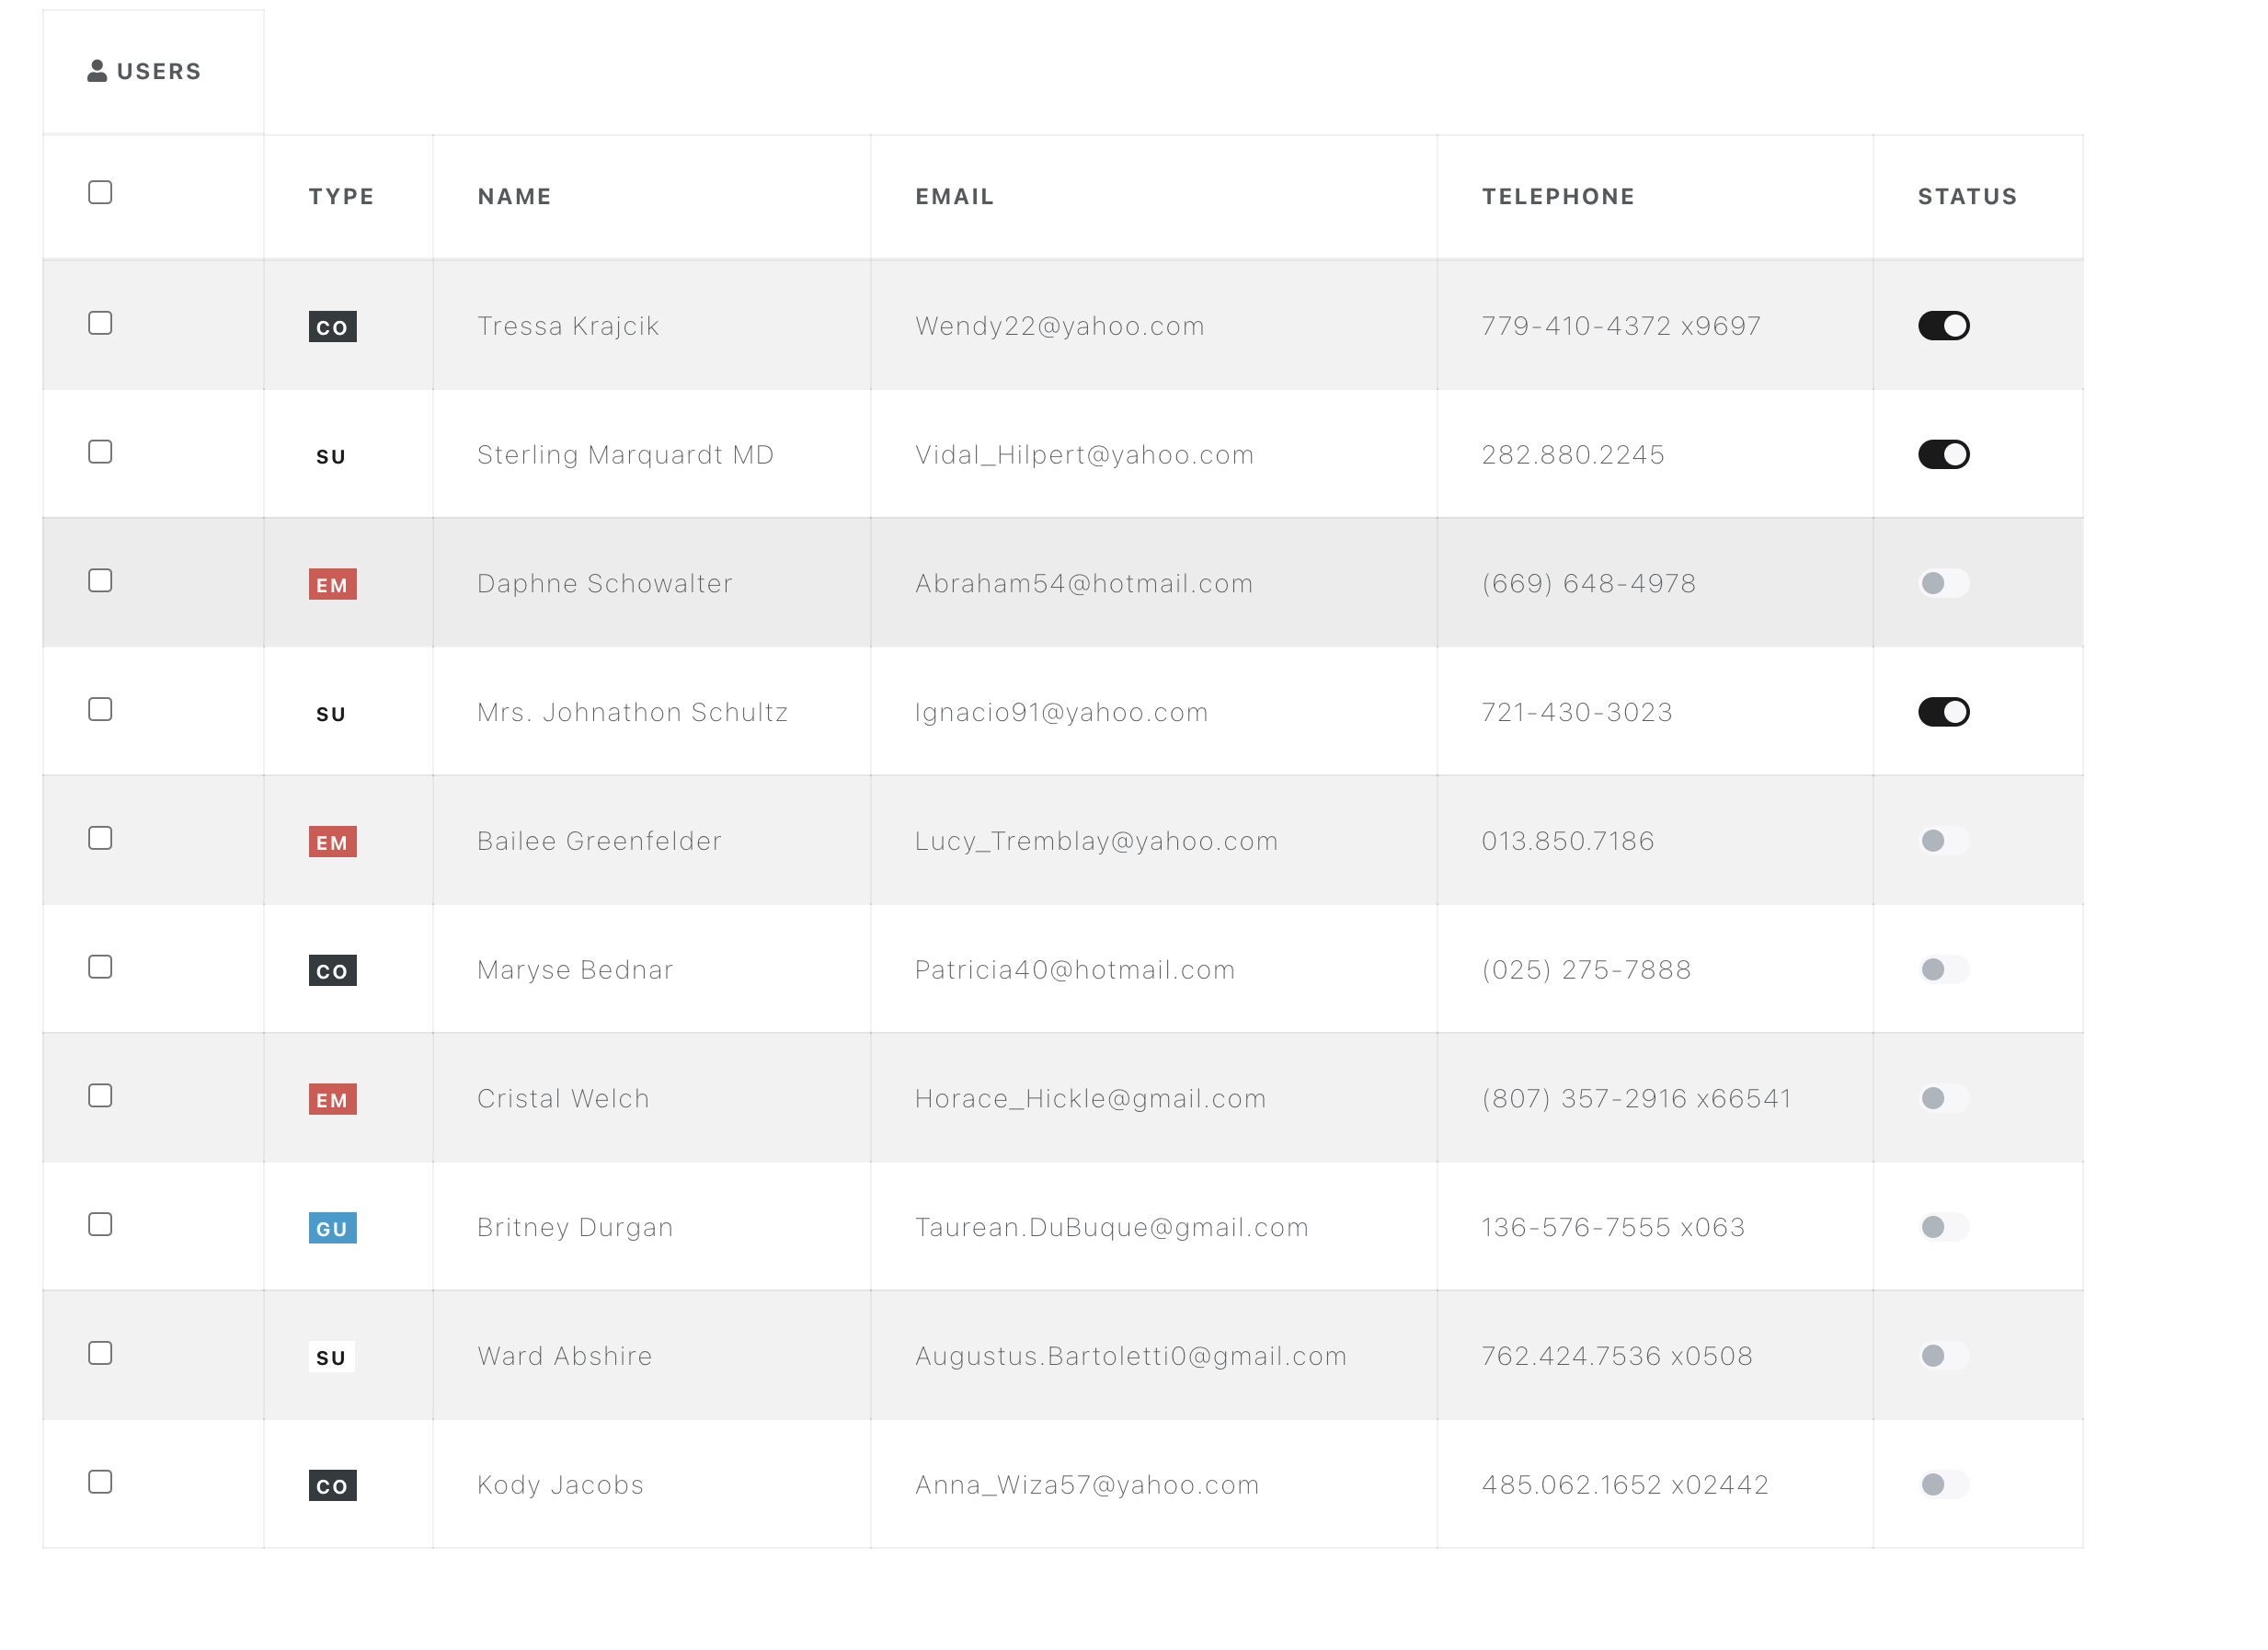 USERS
TYPE NAME EMAIL TELEPHONE STATUS
CO Tressa Krajcik Wendy22@yahoo.com 779-410-4372 x9697
SU Sterling Marquardt MD Vidal_Hilpert@yahoo.com 282.880.2245
EM Daphne Schowalter Abraham54@hotmail.com (669) 648-4978
SU Mrs. Johnathon Schultz Ignacio91@yahoo.com 721-430-3023
EM Bailee Greenfelder Lucy_Tremblay@yahoo.com 013.850.7186
CO Maryse Bednar Patricia40@hotmail.com (025) 275-7888
EM Cristal Welch Horace_Hickle@gmail.com (807) 357-2916 x66541
GU Britney Durgan Taurean.DuBuque@gmail.com 136-576-7555 x063
SU Ward Abshire Augustus.Bartoletti0@gmail.com 762.424.7536 x0508
CO Kody Jacobs Anna_Wiza57@yahoo.com 485.062.1652 x02442